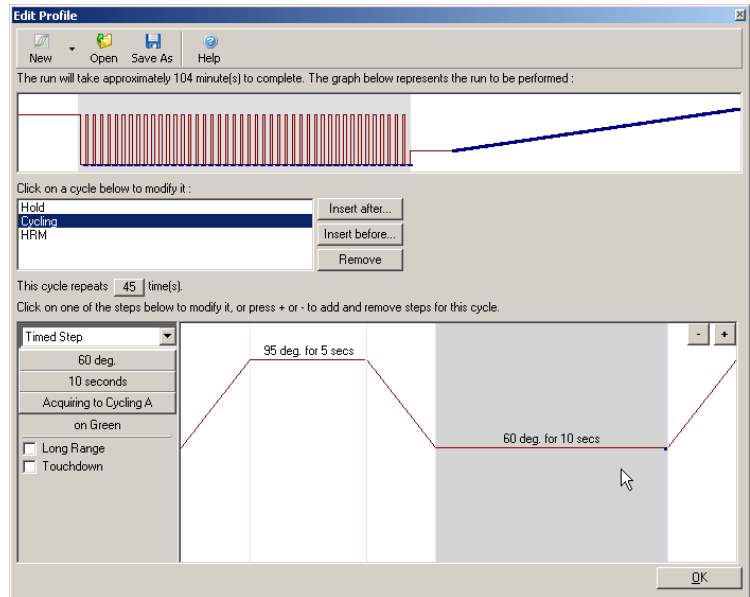 Edit Profile
New Open Save As Help
The run will take approximately 104 minute(s) to complete. The graph below represents the run to be performed :
Click on a cycle below to modify it :
Hold
Cycling
HRM
Insert after...
Insert before...
Remove
This cycle repeats 45 time(s).
Click on one of the steps below to modify it, or press + or - to add and remove steps for this cycle.
Timed Step
60 deg.
10 seconds
Acquiring to Cycling A
on Green
Long Range
Touchdown
95 deg. for 5 secs
60 deg. for 10 secs
- +
OK